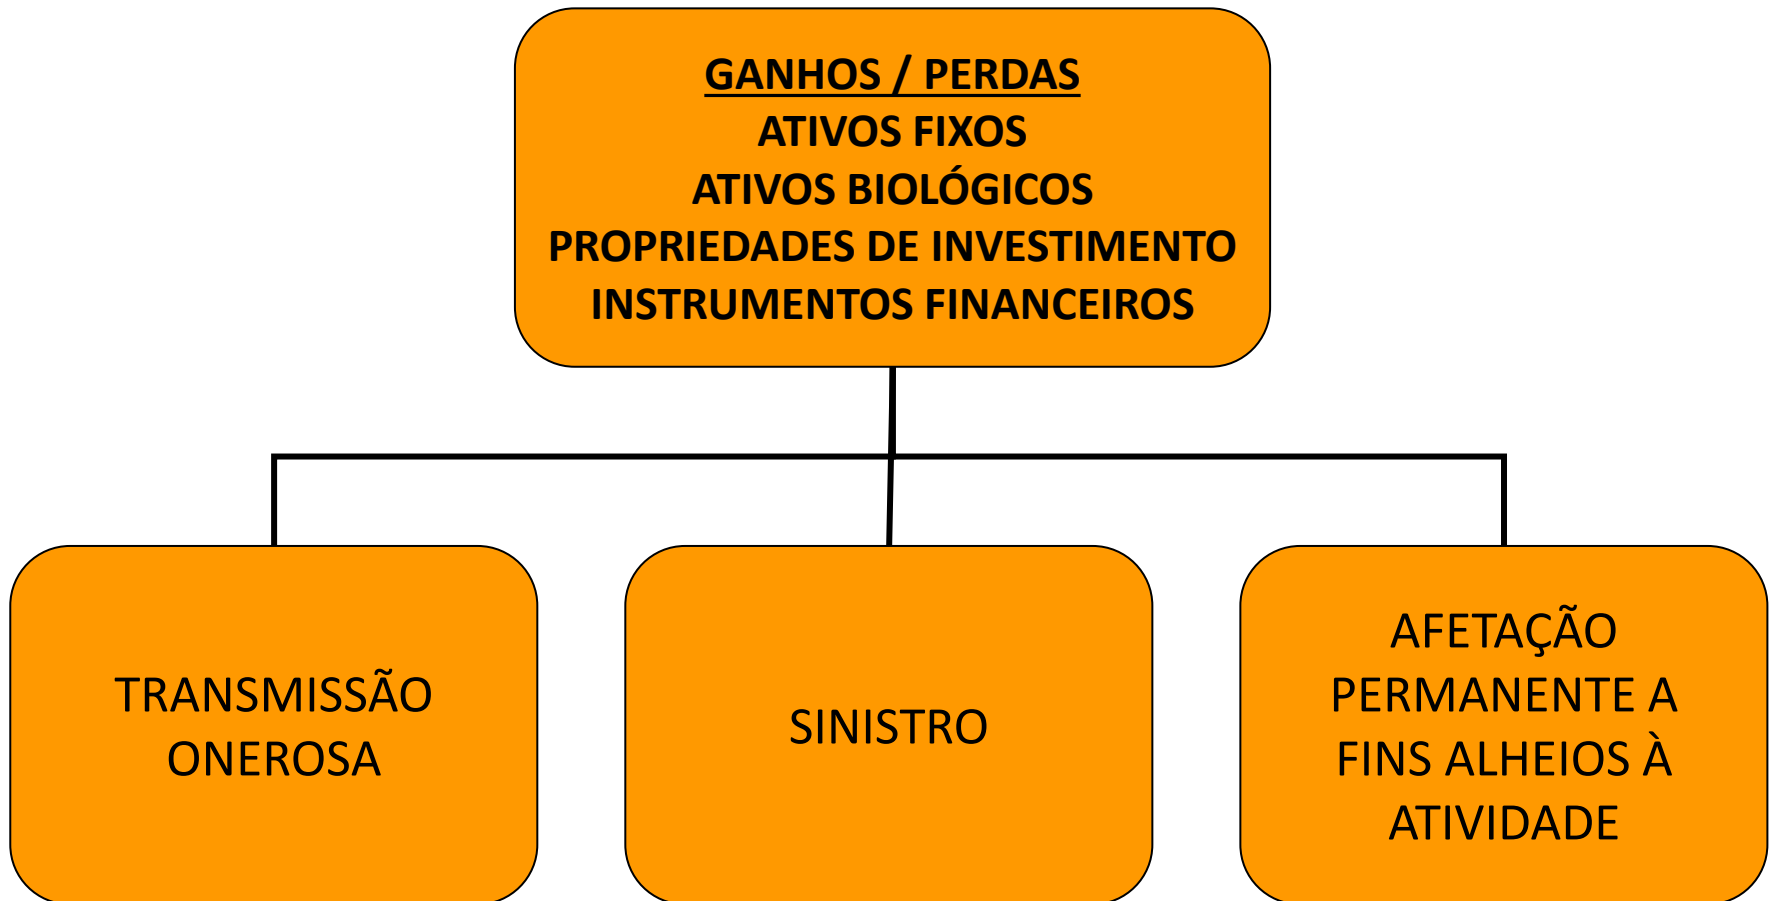 GANHOS / PERDAS
ATIVOS FIXOS
ATIVOS BIOLÓGICOS
PROPRIEDADES DE INVESTIMENTO
INSTRUMENTOS FINANCEIROS
TRANSMISSÃO
ONEROSA
SINISTRO
AFETAÇÃO
PERMANENTE A
FINS ALHEIOS À
ATIVIDADE